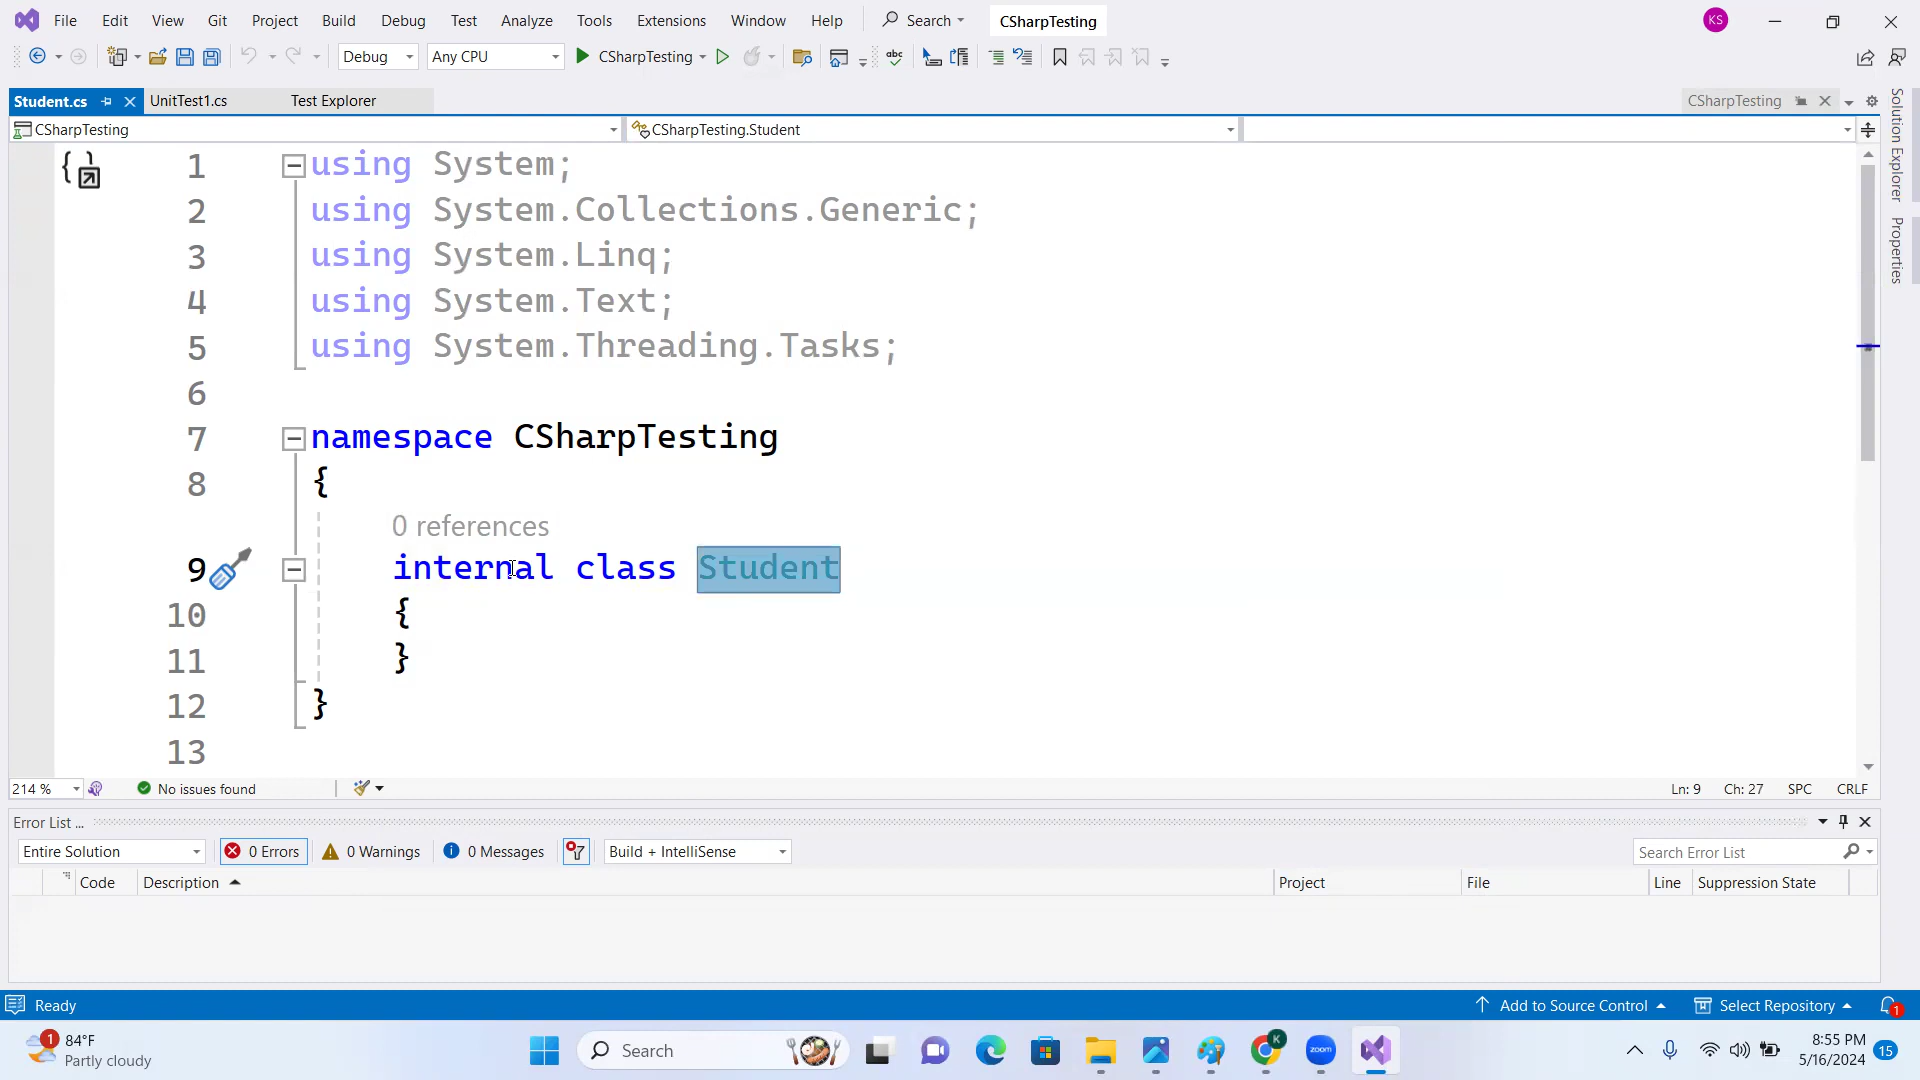 File Edit View Git Project Build Debug Test Analyze Tools Extensions Window Help Search CSharpTesting KS
Debug Any CPU CSharpTesting abc
Student.cs UnitTest1.cs Test Explorer CSharpTesting
CSharpTesting CSharpTesting.Student
Solution Explorer
Properties
1 using System;
2 using System.Collections.Generic;
3 using System.Linq;
4 using System.Text;
5 using System.Threading.Tasks;
6
7 namespace CSharpTesting
8 {
0 references
9 internal class Student
10 {
11 }
12 }
13
214 % No issues found Ln: 9 Ch: 27 SPC CRLF
Error List ...
Entire Solution 0 Errors 0 Warnings 0 Messages Build + IntelliSense Search Error List
Code Description Project File Line Suppression State
Ready Add to Source Control Select Repository 1
1 84°F Search K zoom 8:55 PM
Partly cloudy 5/16/2024 15